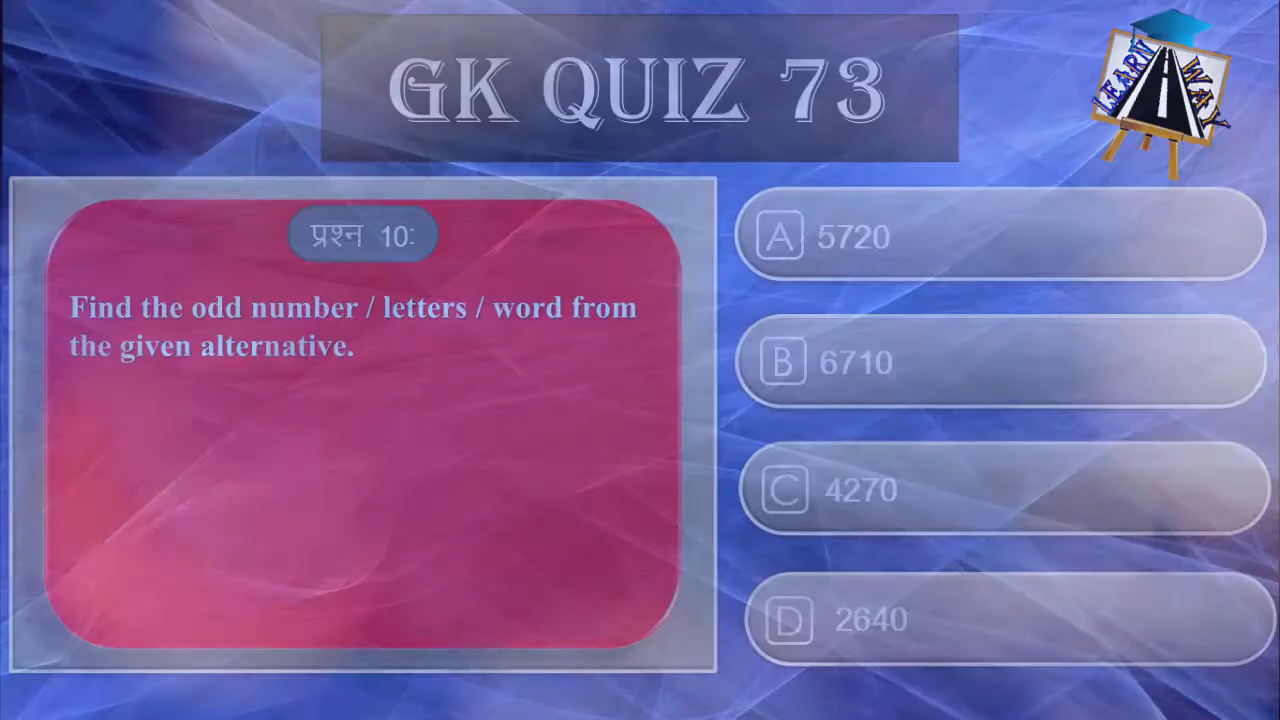 GK QUIZ 73
LEARN WAY
प्रश्न 10:
Find the odd number / letters / word from
the given alternative.
A 5720
B 6710
C 4270
D 2640